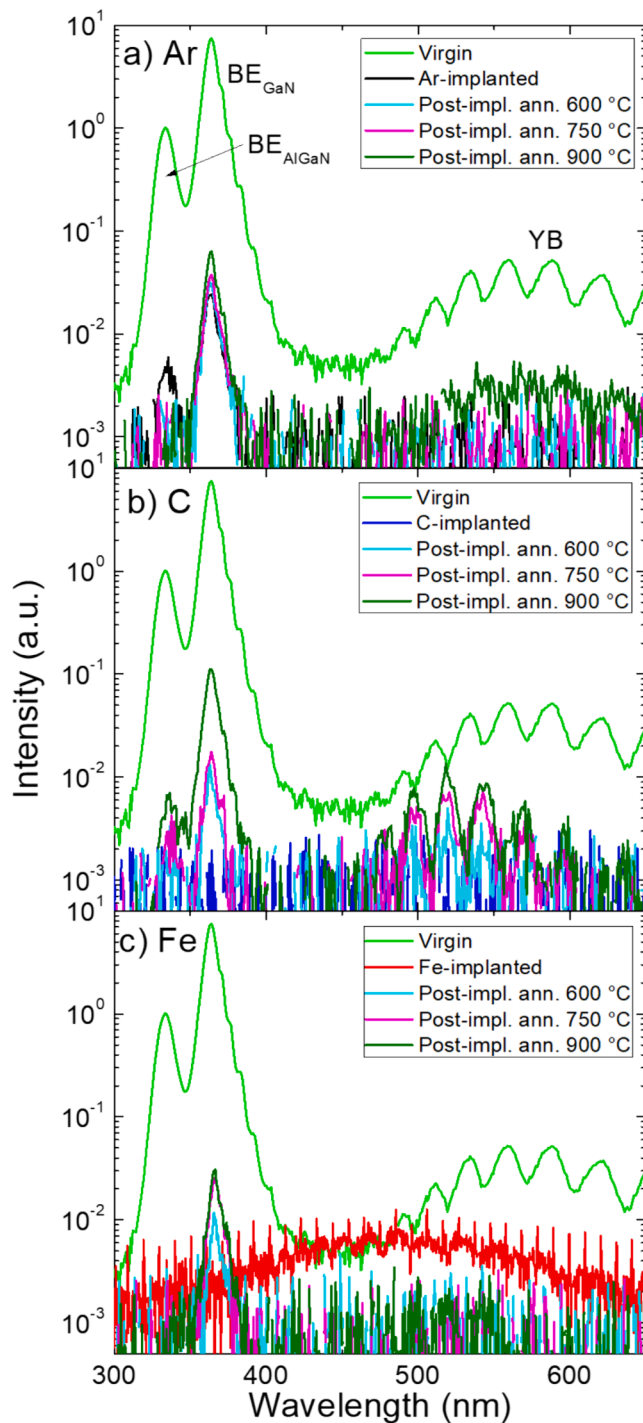 10¹
a) Ar
BE_GaN
BE_AlGaN
Virgin
Ar-implanted
Post-impl. ann. 600 °C
Post-impl. ann. 750 °C
Post-impl. ann. 900 °C
10⁰
10⁻¹
YB
10⁻²
10⁻³
10¹
b) C
Virgin
C-implanted
Post-impl. ann. 600 °C
Post-impl. ann. 750 °C
Post-impl. ann. 900 °C
10⁰
10⁻¹
10⁻²
10⁻³
10¹
c) Fe
Virgin
Fe-implanted
Post-impl. ann. 600 °C
Post-impl. ann. 750 °C
Post-impl. ann. 900 °C
10⁰
10⁻¹
10⁻²
10⁻³
Intensity (a.u.)
300 400 500 600
Wavelength (nm)